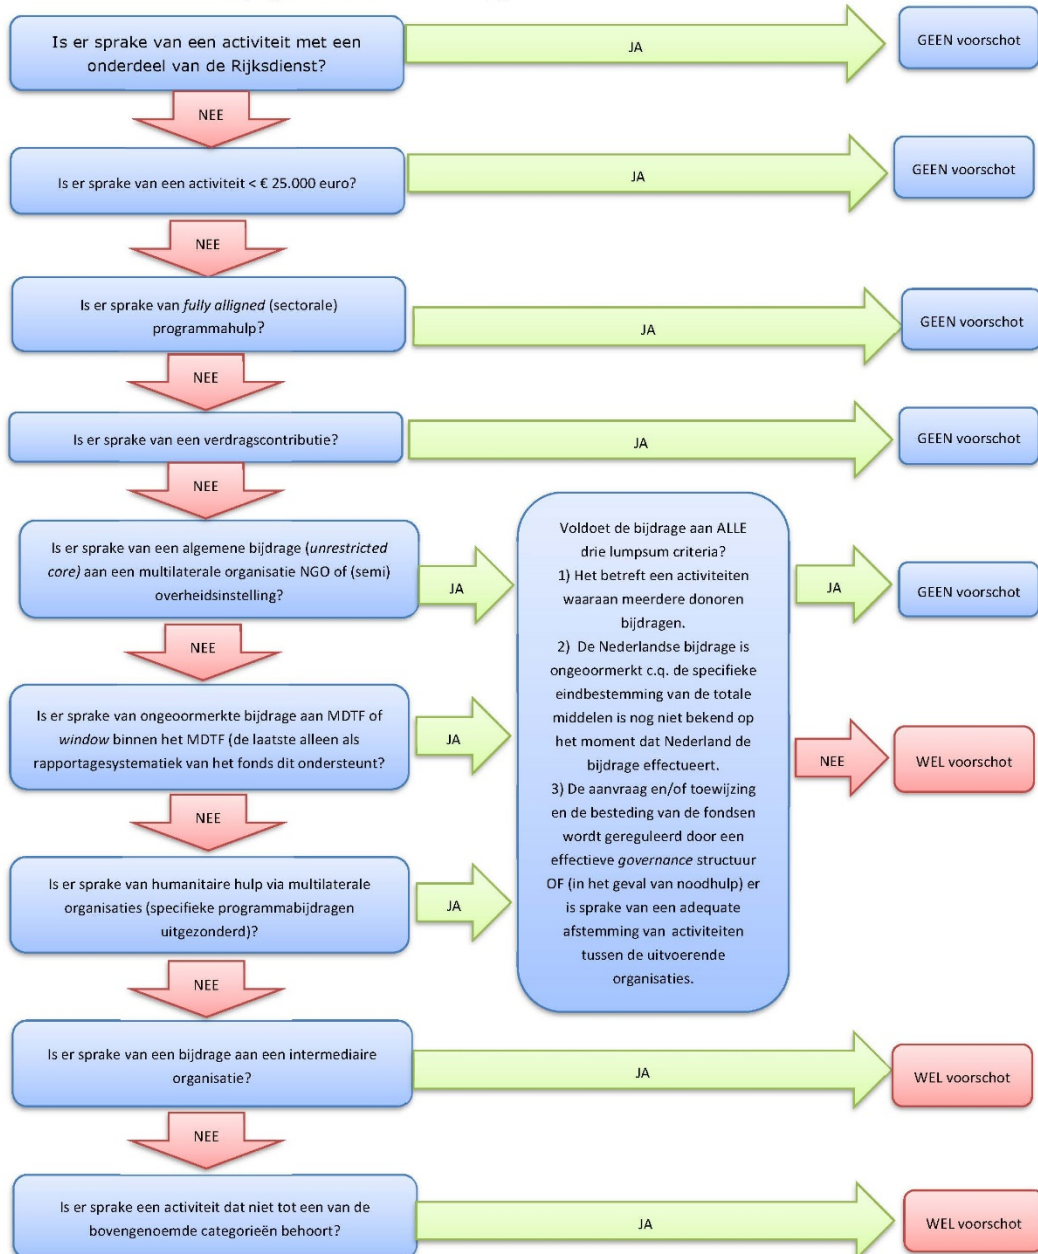 Is er sprake van een activiteit met een
onderdeel van de Rijksdienst?
JA
GEEN voorschot
NEE
Is er sprake van een activiteit < € 25.000 euro?
JA
GEEN voorschot
NEE
Is er sprake van fully alligned (sectorale)
programmahulp?
JA
GEEN voorschot
NEE
Is er sprake van een verdragscontributie?
JA
GEEN voorschot
NEE
Is er sprake van een algemene bijdrage (unrestricted
core) aan een multilaterale organisatie NGO of (semi)
overheidsinstelling?
JA
NEE
Is er sprake van ongeoormerkte bijdrage aan MDTF of
window binnen het MDTF (de laatste alleen als
rapportagesystematiek van het fonds dit ondersteunt?
JA
NEE
Is er sprake van humanitaire hulp via multilaterale
organisaties (specifieke programmabijdragen
uitgezonderd)?
JA
Voldoet de bijdrage aan ALLE
drie lumpsum criteria?
1) Het betreft een activiteiten
waaraan meerdere donoren
bijdragen.
2) De Nederlandse bijdrage is
ongeoormerkt c.q. de specifieke
eindbestemming van de totale
middelen is nog niet bekend op
het moment dat Nederland de
bijdrage effectueert.
3) De aanvraag en/of toewijzing
en de besteding van de fondsen
wordt gereguleerd door een
effectieve governance structuur
OF (in het geval van noodhulp) er
is sprake van een adequate
afstemming van activiteiten
tussen de uitvoerende
organisaties.
JA
GEEN voorschot
NEE
WEL voorschot
NEE
Is er sprake van een bijdrage aan een intermediaire
organisatie?
JA
WEL voorschot
NEE
Is er sprake een activiteit dat niet tot een van de
bovengenoemde categorieën behoort?
JA
WEL voorschot